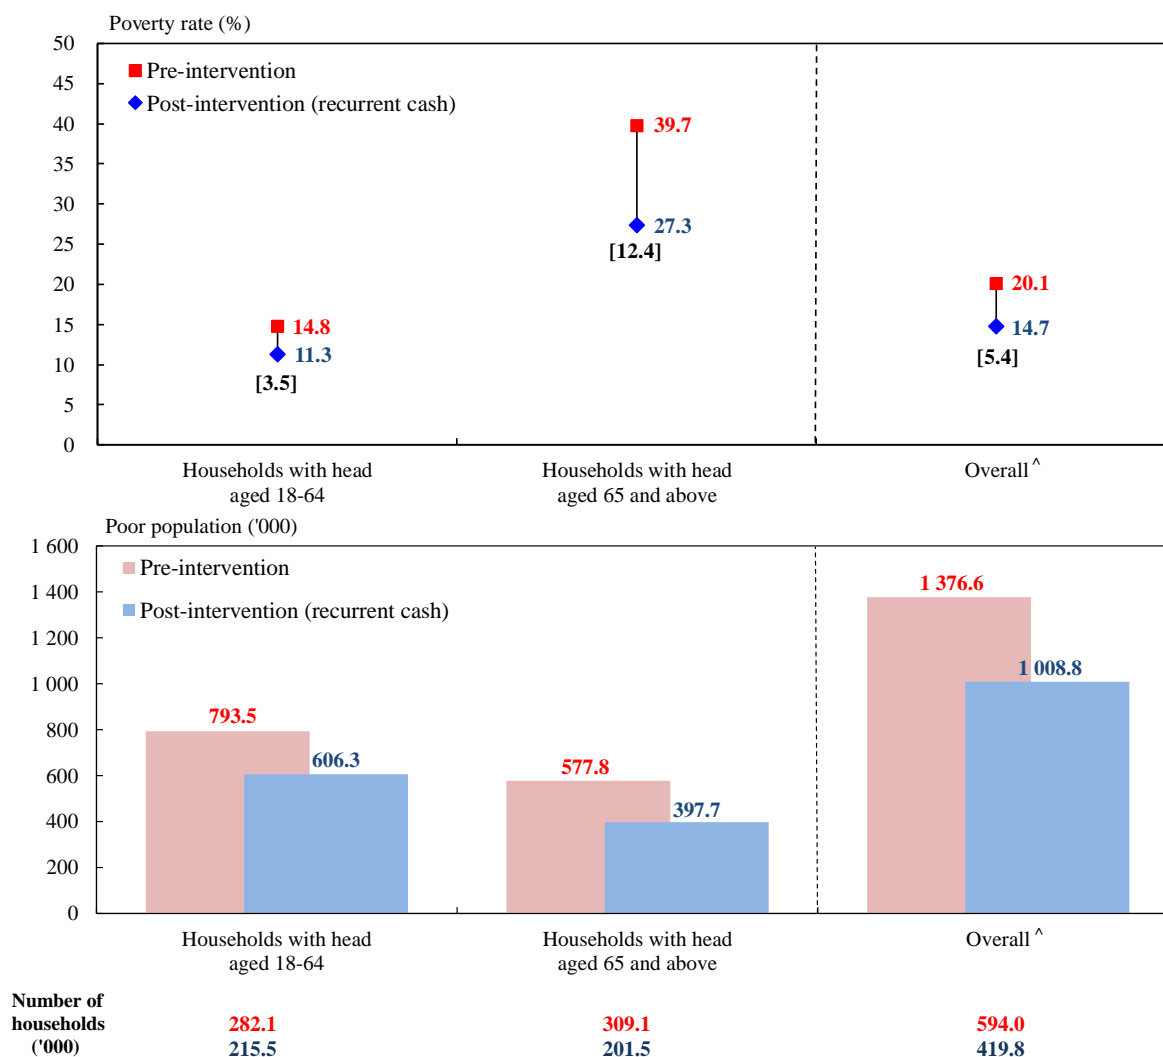 Poverty rate (%)
50
45
40
35
30
25
20
15
10
5
0
Pre-intervention
Post-intervention (recurrent cash)
39.7
27.3
[12.4]
20.1
14.7
[5.4]
14.8
11.3
[3.5]
Households with head
aged 18-64
Households with head
aged 65 and above
Overall ^
Poor population ('000)
1 600
1 400
1 200
1 000
800
600
400
200
0
Pre-intervention
Post-intervention (recurrent cash)
793.5
606.3
577.8
397.7
1 376.6
1 008.8
Households with head
aged 18-64
Households with head
aged 65 and above
Overall ^
Number of
households
('000)
282.1 309.1 594.0
215.5 201.5 419.8